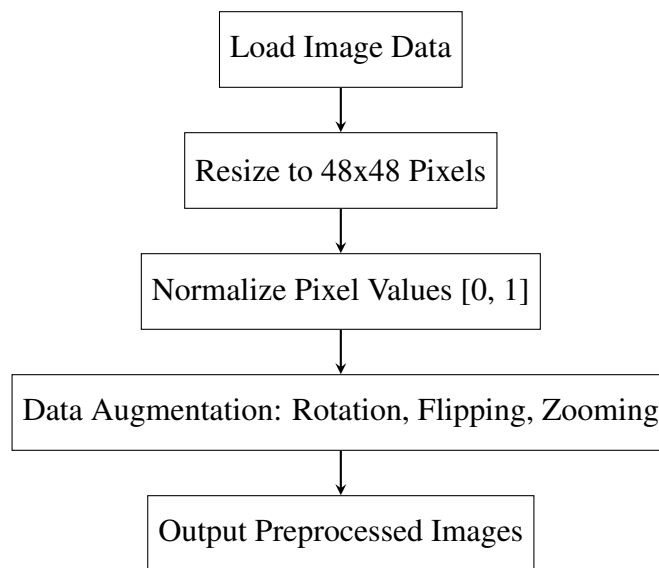 Load Image Data
Resize to 48x48 Pixels
Normalize Pixel Values [0, 1]
Data Augmentation: Rotation, Flipping, Zooming
Output Preprocessed Images